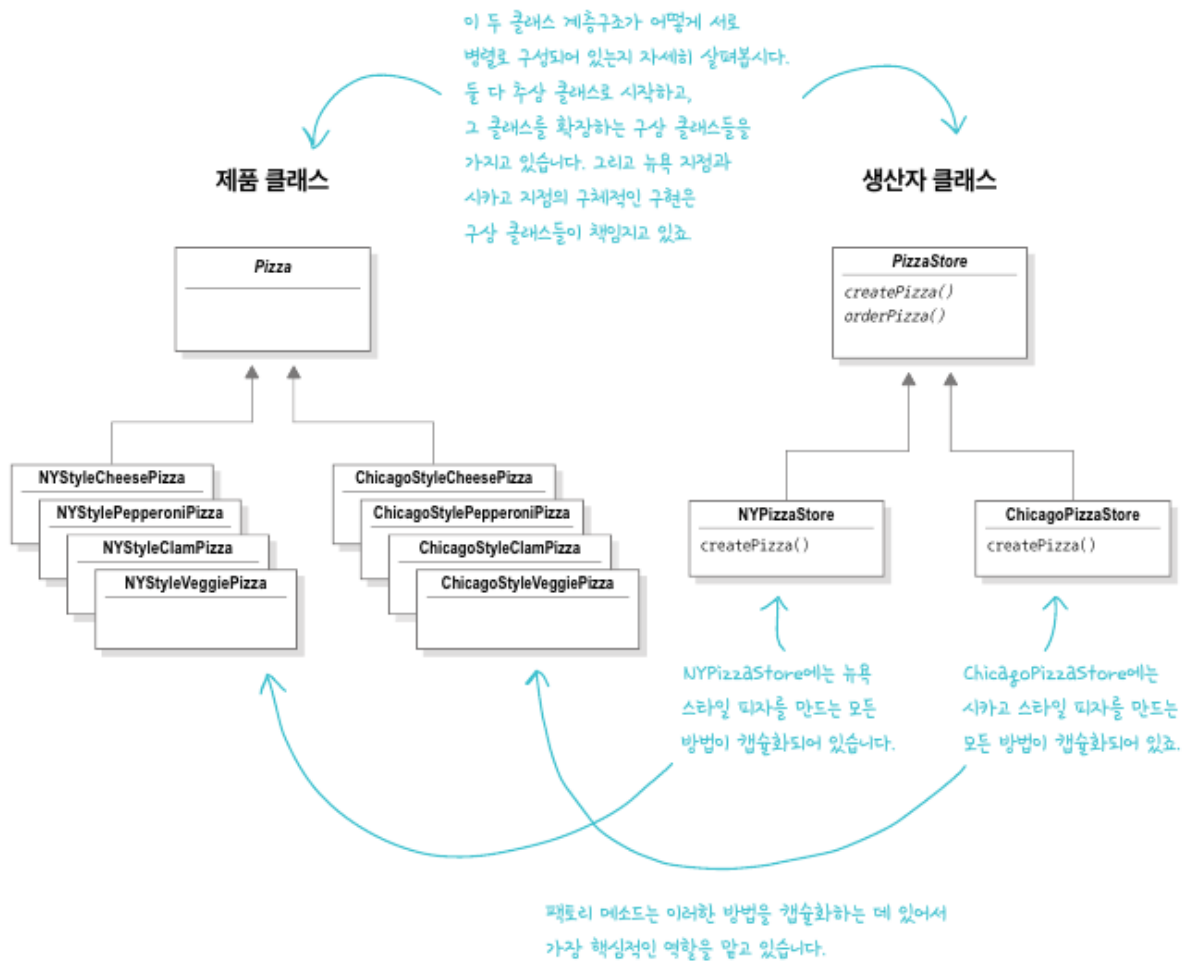 이 두 클래스 계층구조가 어떻게 서로
병렬로 구성되어 있는지 자세히 살펴봅시다.
둘 다 추상 클래스로 시작하고,
그 클래스를 확장하는 구상 클래스들을
가지고 있습니다. 그리고 뉴욕 지점과
시카고 지점의 구체적인 구현은
구상 클래스들이 책임지고 있죠.
제품 클래스
생산자 클래스
Pizza
PizzaStore
createPizza()
orderPizza()
NYStyleCheesePizza
NYStylePepperoniPizza
NYStyleClamPizza
NYStyleVeggiePizza
ChicagoStyleCheesePizza
ChicagoStylePepperoniPizza
ChicagoStyleClamPizza
ChicagoStyleVeggiePizza
NYPizzaStore
createPizza()
ChicagoPizzaStore
createPizza()
NYPizzaStore에는 뉴욕
스타일 피자를 만드는 모든
방법이 캡슐화되어 있습니다.
ChicagoPizzaStore에는
시카고 스타일 피자를 만드는
모든 방법이 캡슐화되어 있죠.
팩토리 메소드는 이러한 방법을 캡슐화하는 데 있어서
가장 핵심적인 역할을 맡고 있습니다.